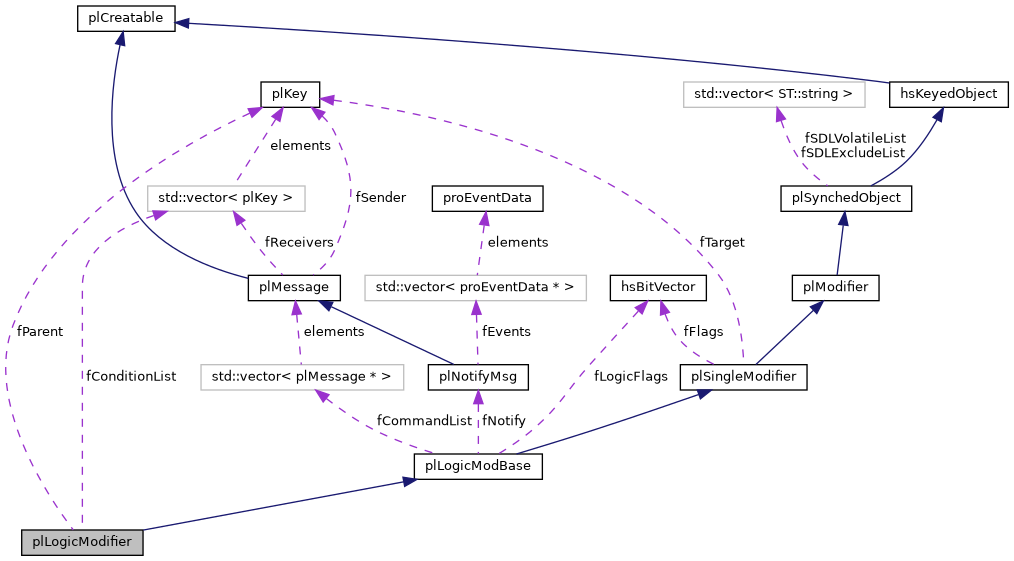 plCreatable
plKey
std::vector< ST::string >
hsKeyedObject
elements
fSDLVolatileList
fSDLExcludeList
std::vector< plKey >
fSender
proEventData
plSynchedObject
fReceivers
elements
fTarget
plMessage
std::vector< proEventData * >
hsBitVector
plModifier
fParent
elements
fEvents
fFlags
fConditionList
std::vector< plMessage * >
plNotifyMsg
fLogicFlags
plSingleModifier
fCommandList
fNotify
plLogicModBase
plLogicModifier